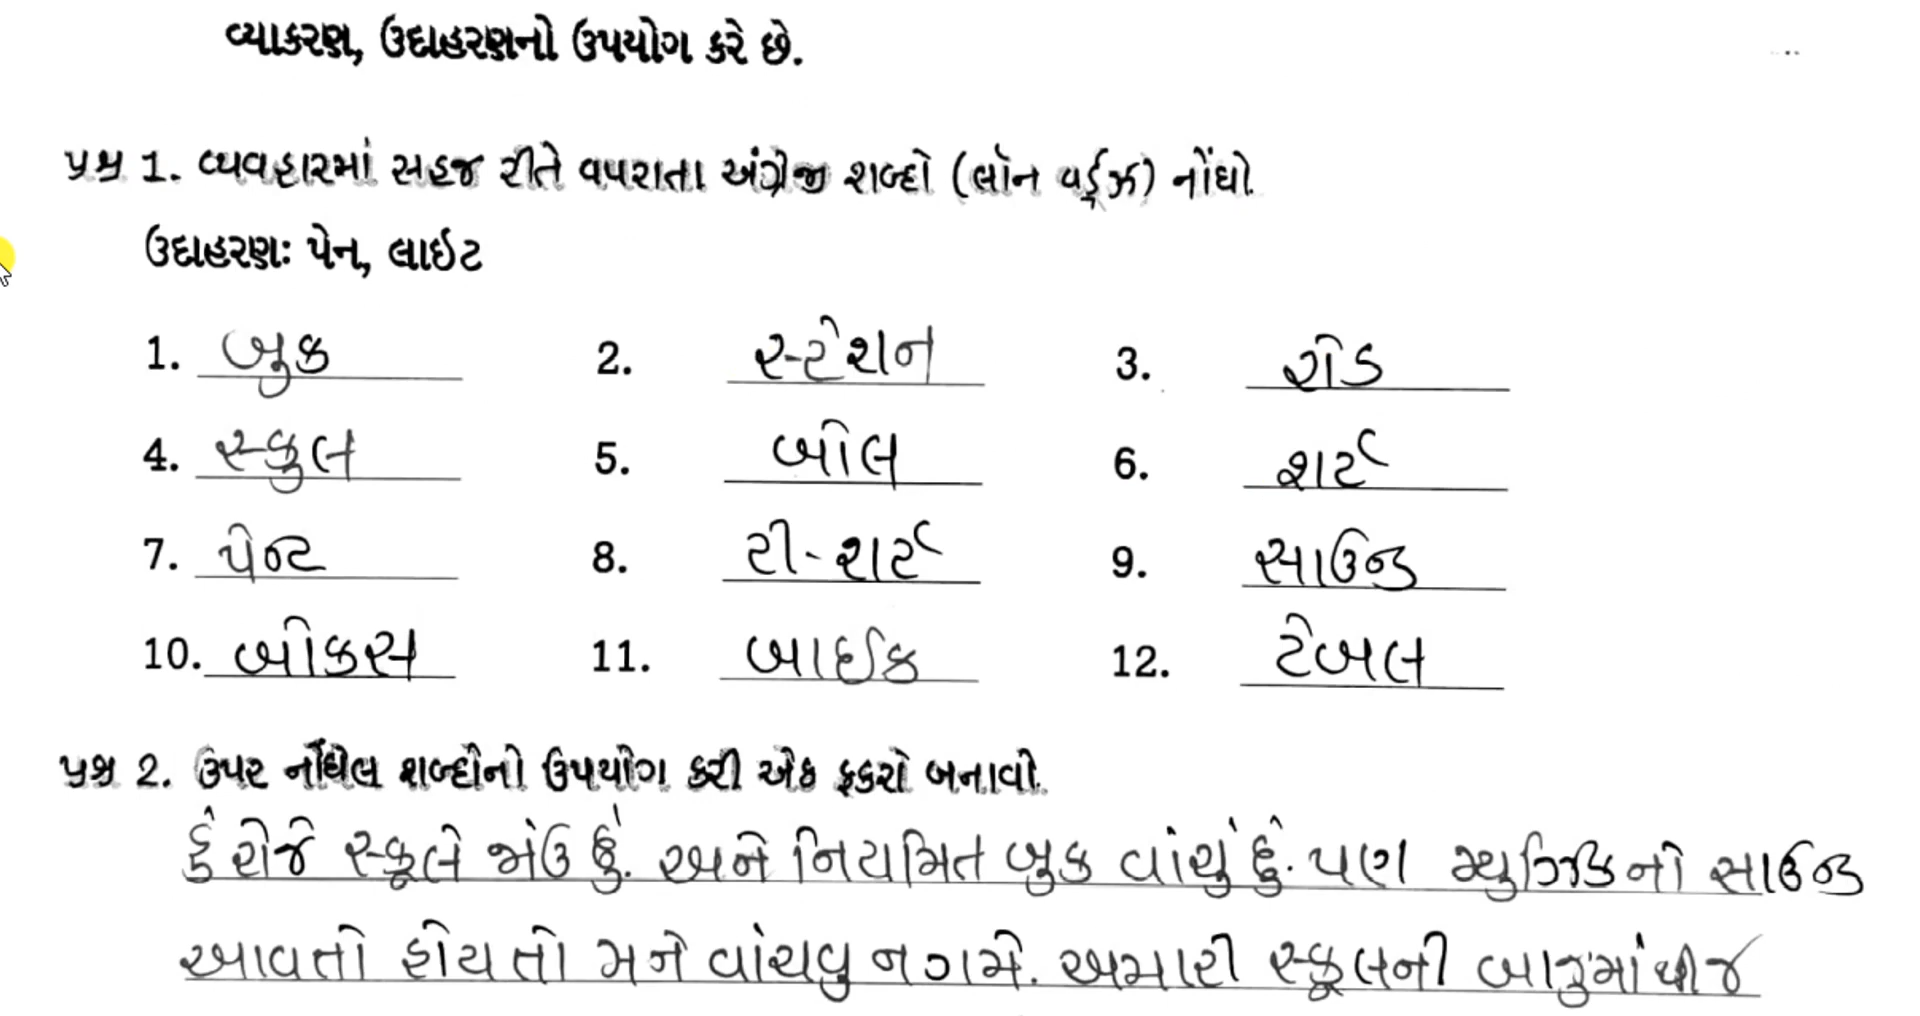 વ્યાકરણ, ઉદાહરણનો ઉપયોગ કરે છે.
પ્રશ્ન 1. વ્યવહારમાં સહજ રીતે વપરાતા અંગ્રેજી શબ્દો (લૉન વર્ડ્ઝ) નોંધો.
ઉદાહરણઃ પેન, લાઇટ
1. બુક 2. સ્ટેશન 3. રોડ
4. સ્કુલ 5. બોલ 6. શર્ટ
7. પેન્ટ 8. ટી-શર્ટ 9. સાઉન્ડ
10. બોકસ 11. બાઈક 12. ટેબલ
પ્રશ્ન 2. ઉપર નોંધેલ શબ્દોનો ઉપયોગ કરી એક ફકરો બનાવો.
હું રોજે સ્કૂલે જાંઉ છું. અને નિયમિત બુક વાંચું છું. પણ મ્યુઝિકનો સાઉન્ડ
આવતો હોય તો મને વાંચવુ ન ગમે. અમારી સ્કૂલની બાજુમાંથી જ